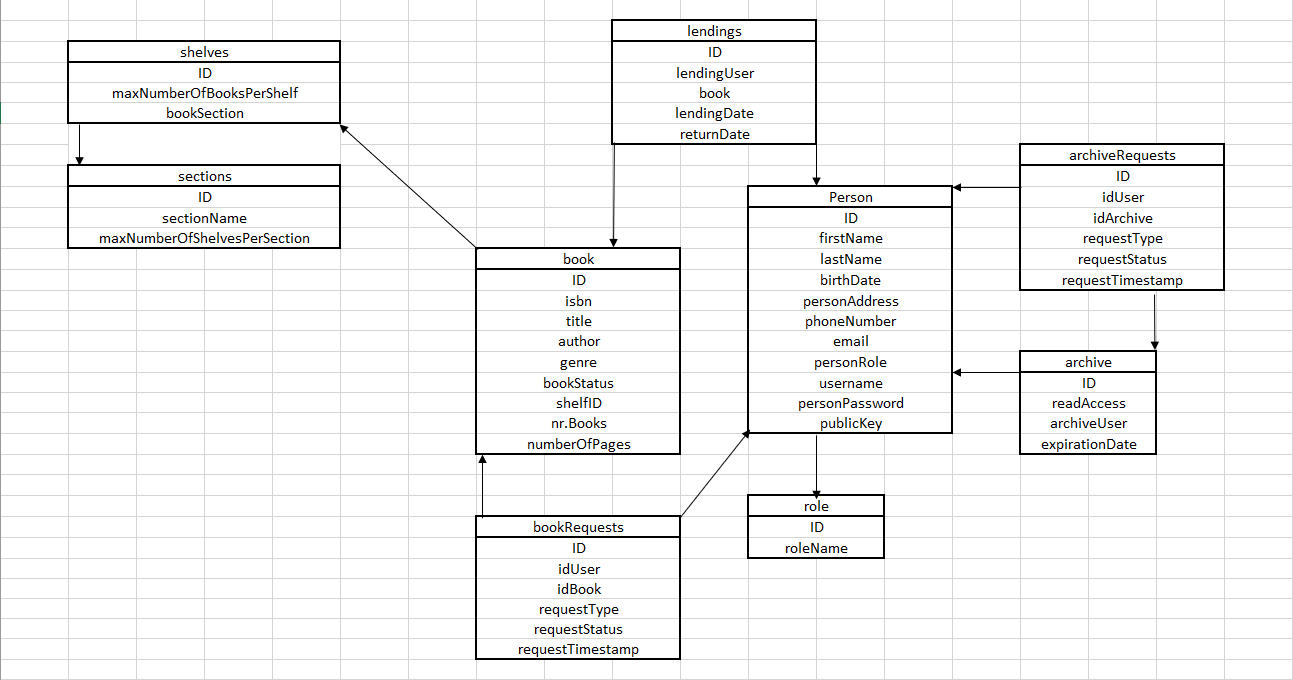 lendings
ID
lendingUser
book
lendingDate
returnDate
shelves
ID
maxNumberOfBooksPerShelf
bookSection
sections
ID
sectionName
maxNumberOfShelvesPerSection
archiveRequests
ID
idUser
idArchive
requestType
requestStatus
requestTimestamp
Person
ID
firstName
lastName
birthDate
personAddress
phoneNumber
email
personRole
username
personPassword
publicKey
book
ID
isbn
title
author
genre
bookStatus
shelfID
nr.Books
numberOfPages
archive
ID
readAccess
archiveUser
expirationDate
role
ID
roleName
bookRequests
ID
idUser
idBook
requestType
requestStatus
requestTimestamp